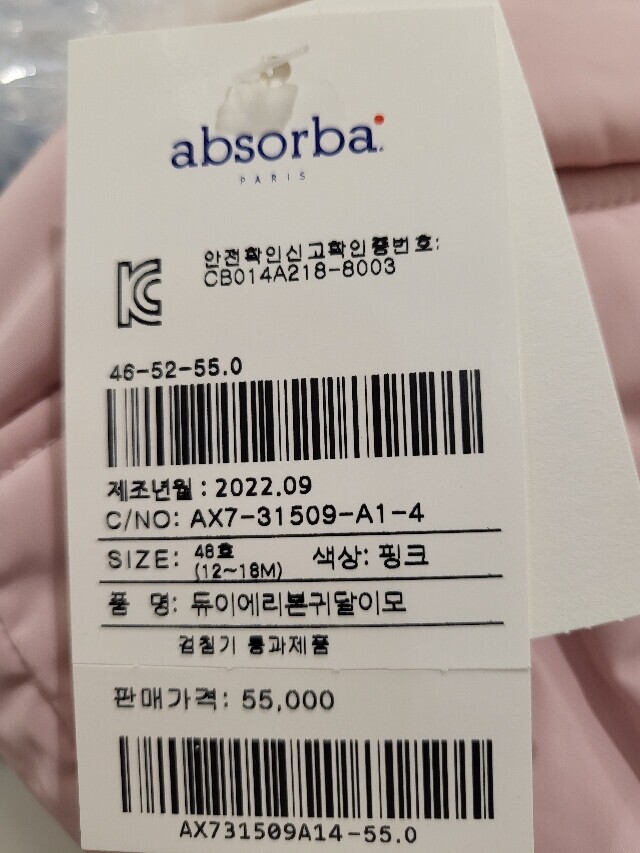 absorba
PARIS
안전확인신고확인증번호:
CB014A218-8003
46-52-55.0
제조년월 : 2022.09
C/NO: AX7-31509-A1-4
SIZE: 48호 (12~18M) 색상: 핑크
품 명: 듀이에리본귀달이모
검침기 통과제품
판매가격: 55,000
AX731509A14-55.0